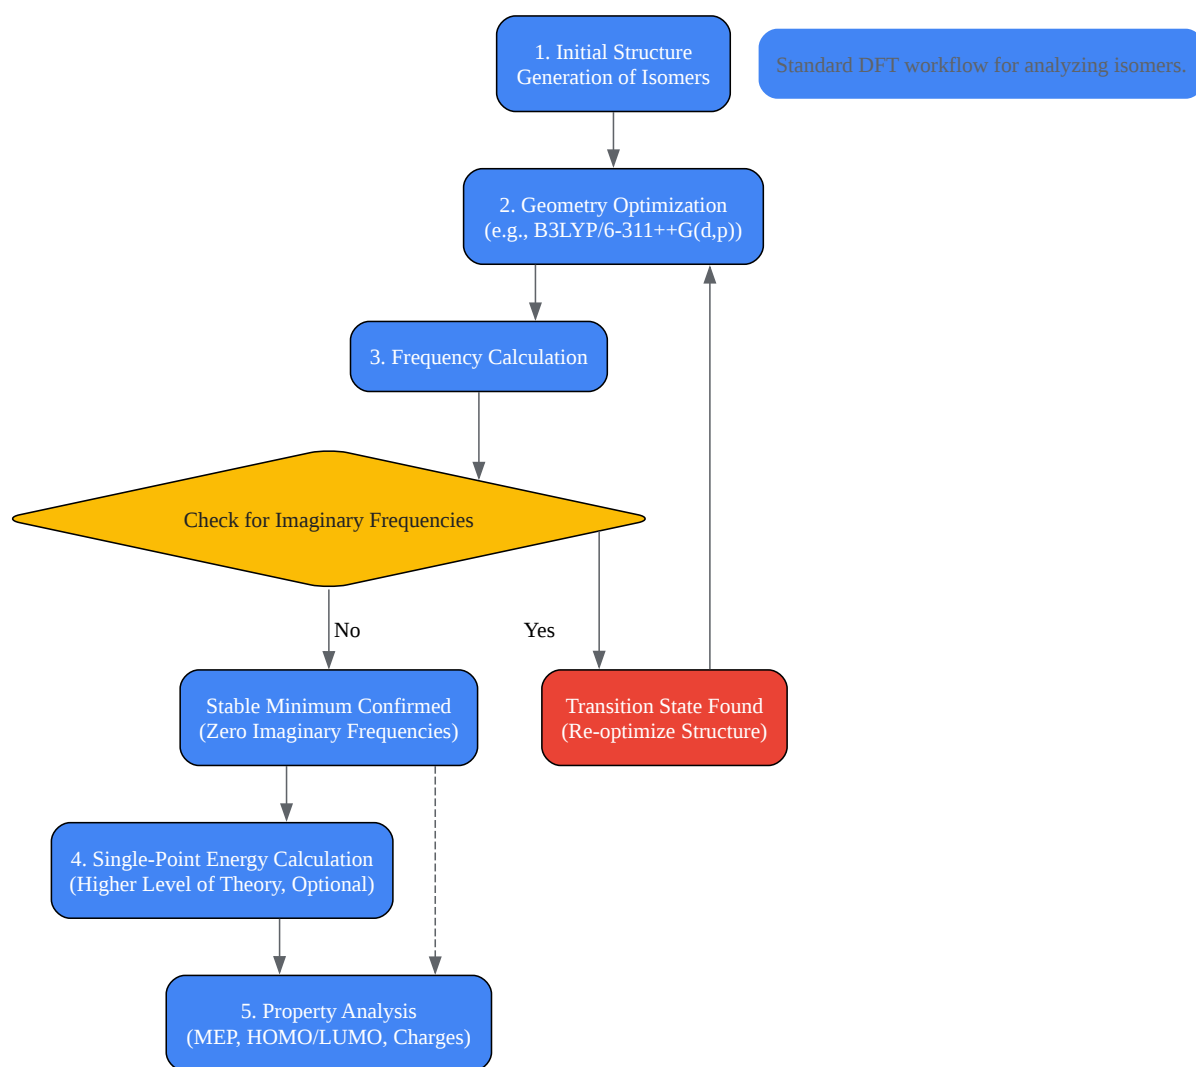 1. Initial Structure
Generation of Isomers
Standard DFT workflow for analyzing isomers.
2. Geometry Optimization
(e.g., B3LYP/6-311++G(d,p))
3. Frequency Calculation
Check for Imaginary Frequencies
No
Yes
Stable Minimum Confirmed
(Zero Imaginary Frequencies)
Transition State Found
(Re-optimize Structure)
4. Single-Point Energy Calculation
(Higher Level of Theory, Optional)
5. Property Analysis
(MEP, HOMO/LUMO, Charges)